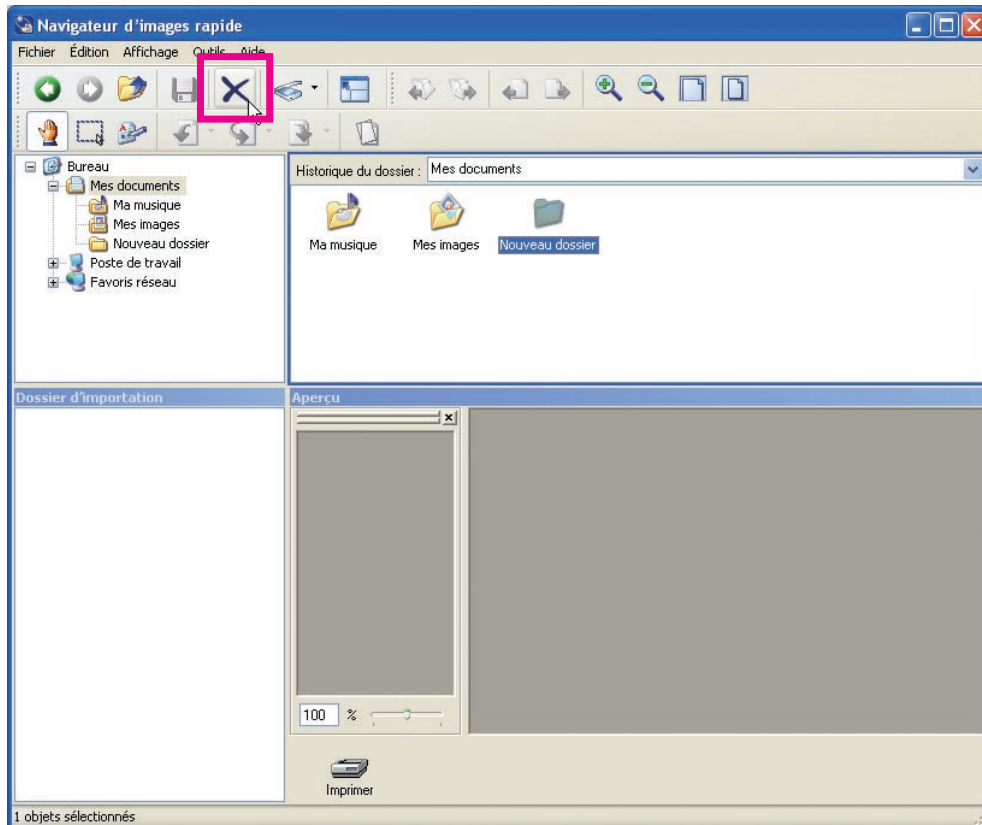 Navigateur d'images rapide
Fichier Édition Affichage Outils Aide
Bureau
Mes documents
Ma musique
Mes images
Nouveau dossier
Poste de travail
Favoris réseau
Historique du dossier : Mes documents
Ma musique Mes images Nouveau dossier
Dossier d'importation
Aperçu
100 %
Imprimer
1 objets sélectionnés